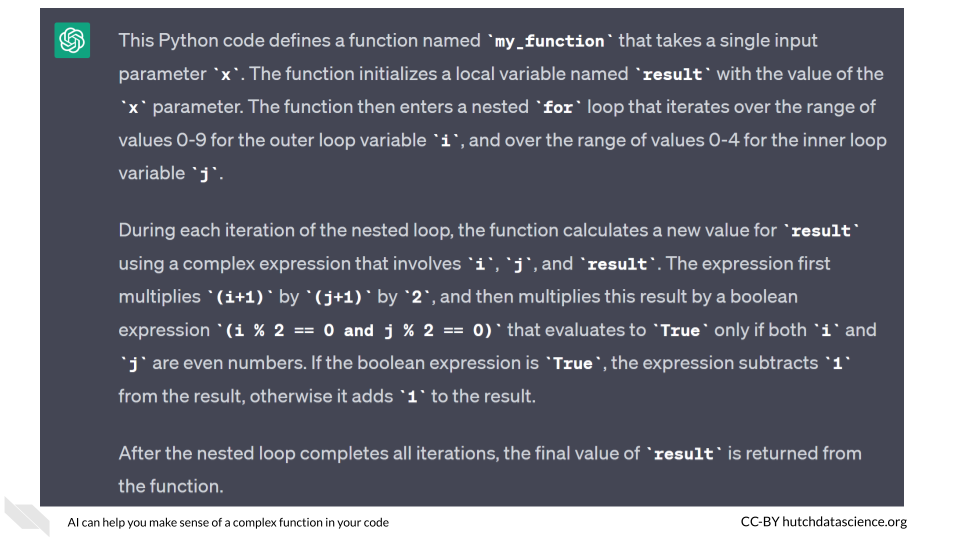 This Python code defines a function named `my_function` that takes a single input
parameter `x`. The function initializes a local variable named `result` with the value of the
`x` parameter. The function then enters a nested `for` loop that iterates over the range of
values 0-9 for the outer loop variable `i`, and over the range of values 0-4 for the inner loop
variable `j`.
During each iteration of the nested loop, the function calculates a new value for `result`
using a complex expression that involves `i`, `j`, and `result`. The expression first
multiplies `(i+1)` by `(j+1)` by `2`, and then multiplies this result by a boolean
expression `(i % 2 == 0 and j % 2 == 0)` that evaluates to `True` only if both `i` and
`j` are even numbers. If the boolean expression is `True`, the expression subtracts `1`
from the result, otherwise it adds `1` to the result.
After the nested loop completes all iterations, the final value of `result` is returned from
the function.
AI can help you make sense of a complex function in your code
CC-BY hutchdatascience.org